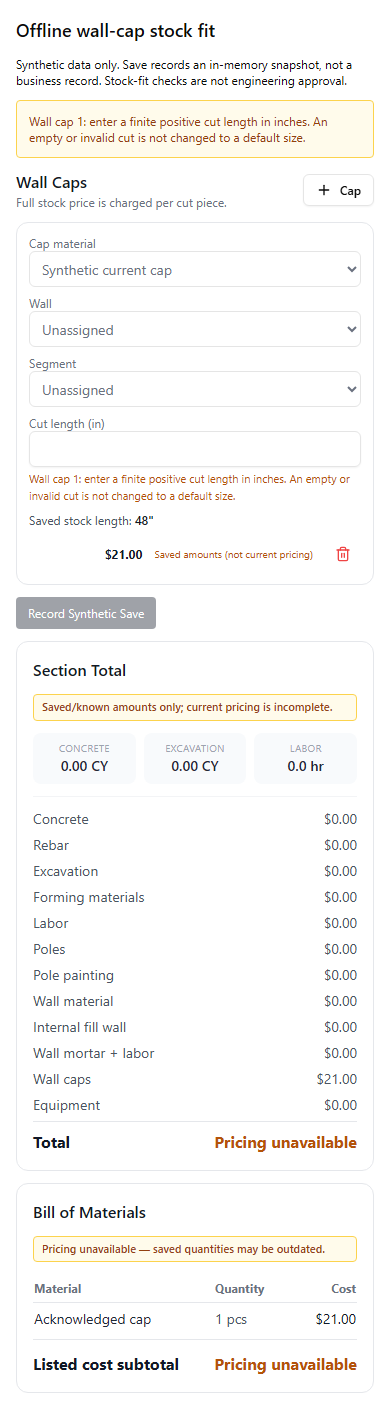 Offline wall-cap stock fit
Synthetic data only. Save records an in-memory snapshot, not a
business record. Stock-fit checks are not engineering approval.
Wall cap 1: enter a finite positive cut length in inches. An
empty or invalid cut is not changed to a default size.
Wall Caps
Full stock price is charged per cut piece.
+ Cap
Cap material
Synthetic current cap
Wall
Unassigned
Segment
Unassigned
Cut length (in)
Wall cap 1: enter a finite positive cut length in inches. An empty or
invalid cut is not changed to a default size.
Saved stock length: 48"
$21.00 Saved amounts (not current pricing)
Record Synthetic Save
Section Total
Saved/known amounts only; current pricing is incomplete.
CONCRETE EXCAVATION LABOR
0.00 CY 0.00 CY 0.0 hr
Concrete $0.00
Rebar $0.00
Excavation $0.00
Forming materials $0.00
Labor $0.00
Poles $0.00
Pole painting $0.00
Wall material $0.00
Internal fill wall $0.00
Wall mortar + labor $0.00
Wall caps $21.00
Equipment $0.00
Total Pricing unavailable
Bill of Materials
Pricing unavailable — saved quantities may be outdated.
Material Quantity Cost
Acknowledged cap 1 pcs $21.00
Listed cost subtotal Pricing unavailable